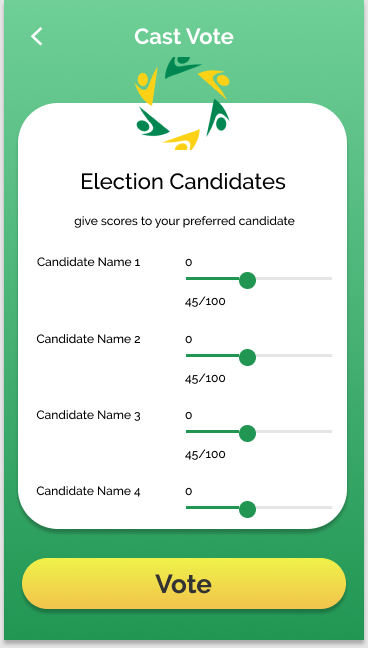 Cast Vote
Election Candidates
give scores to your preferred candidate
Candidate Name 1
0
45/100
Candidate Name 2
0
45/100
Candidate Name 3
0
45/100
Candidate Name 4
0
Vote